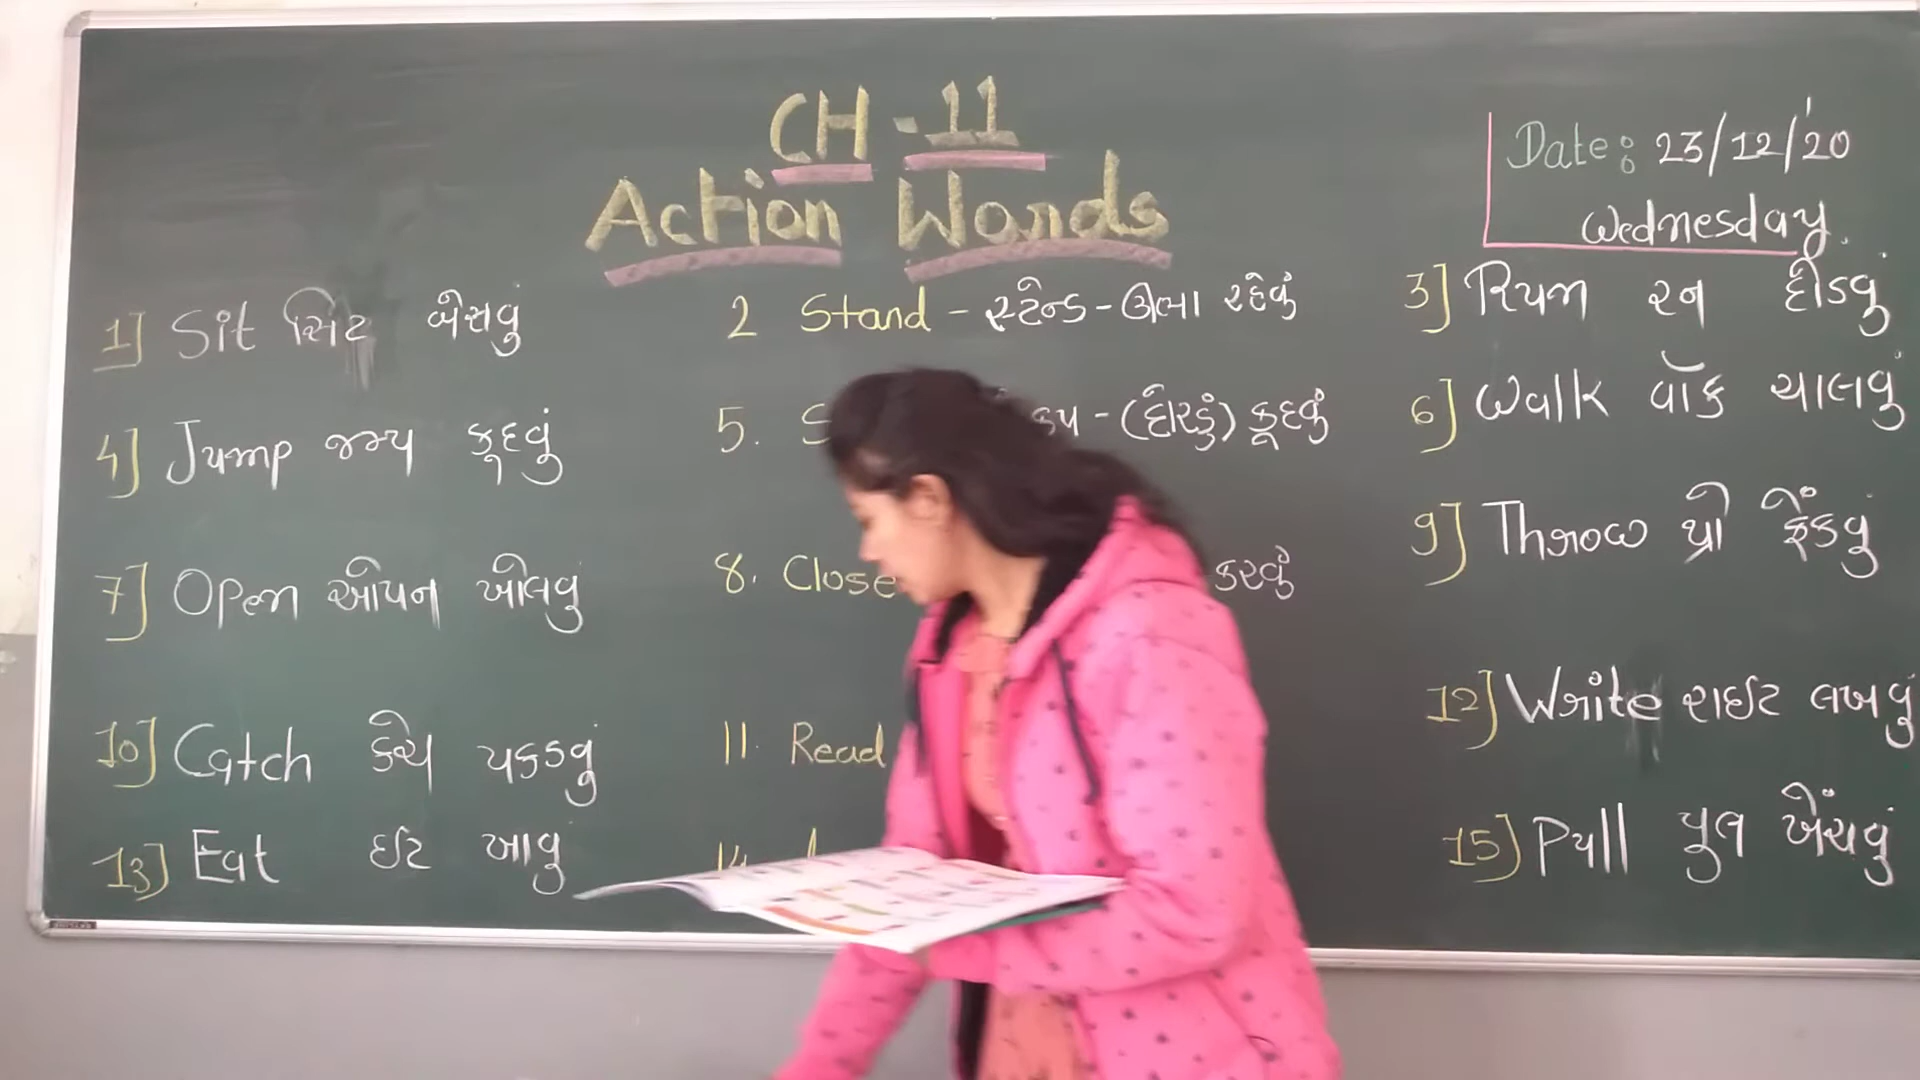 CH - 11
Action Words
Date: 23/12/20
Wednesday.
1] Sit સિટ બેસવું
2 Stand - સ્ટેન્ડ - ઊભા રહેવું
3] Run રન દોડવું
4] Jump જમ્પ કૂદવું
5. (દોરડું) કૂદવું
6] Walk વૉક ચાલવું
7] Open ઓપન ખોલવું
8. Close કરવું
9] Throw થ્રો ફેંકવું
10] Catch કેચ પકડવું
11. Read
12] Write રાઈટ લખવું
13] Eat ઈટ ખાવું
14.
15] Pull પુલ ખેંચવું